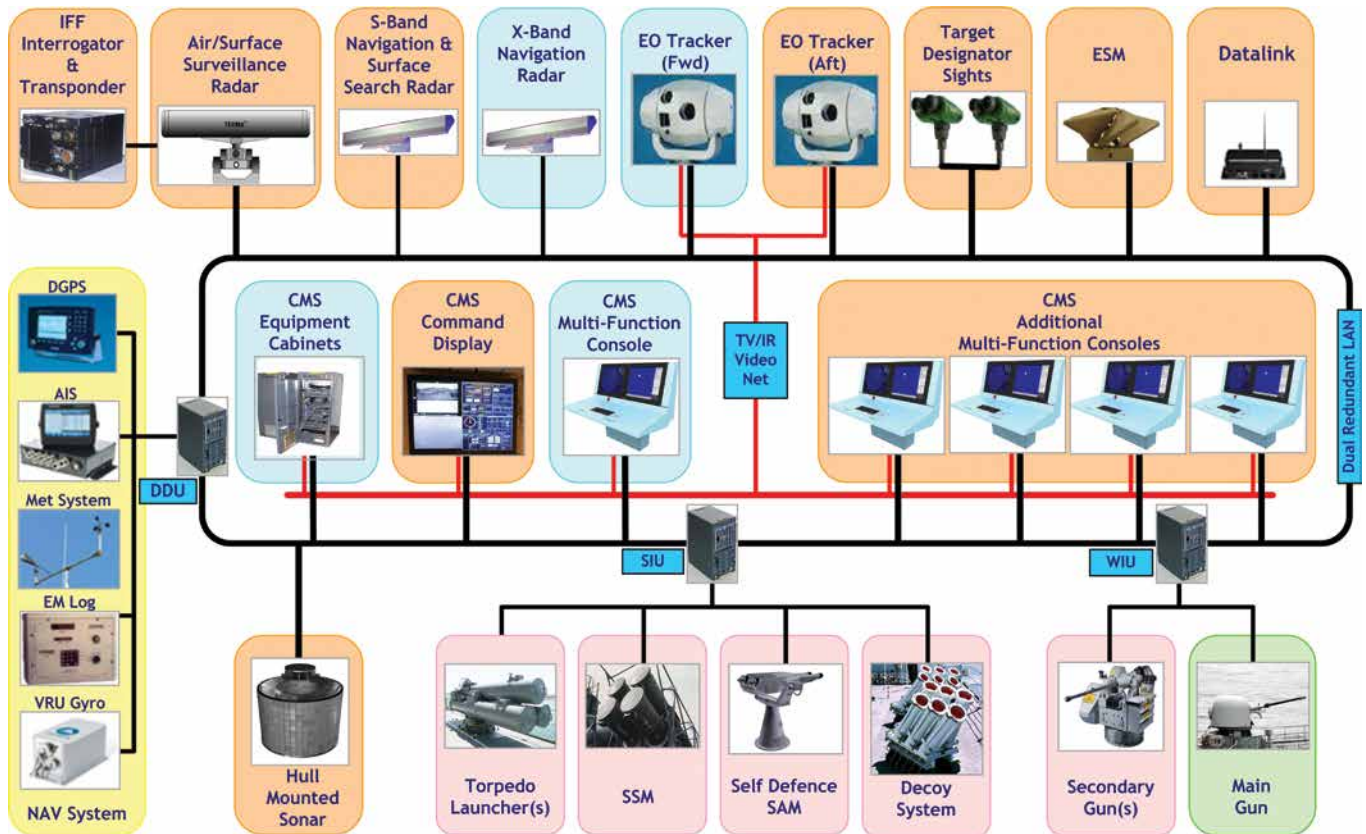 IFF
Interrogator
&
Transponder
Air/Surface
Surveillance
Radar
TERMA
S-Band
Navigation &
Surface
Search Radar
X-Band
Navigation
Radar
EO Tracker
(Fwd)
EO Tracker
(Aft)
Target
Designator
Sights
ESM
Datalink
DGPS
AIS
Met System
EM Log
VRU Gyro
NAV System
DDU
CMS
Equipment
Cabinets
CMS
Command
Display
CMS
Multi-Function
Console
TV/IR
Video
Net
CMS
Additional
Multi-Function Consoles
Dual Redundant LAN
SIU
WIU
Hull
Mounted
Sonar
Torpedo
Launcher(s)
SSM
Self Defence
SAM
Decoy
System
Secondary
Gun(s)
Main
Gun